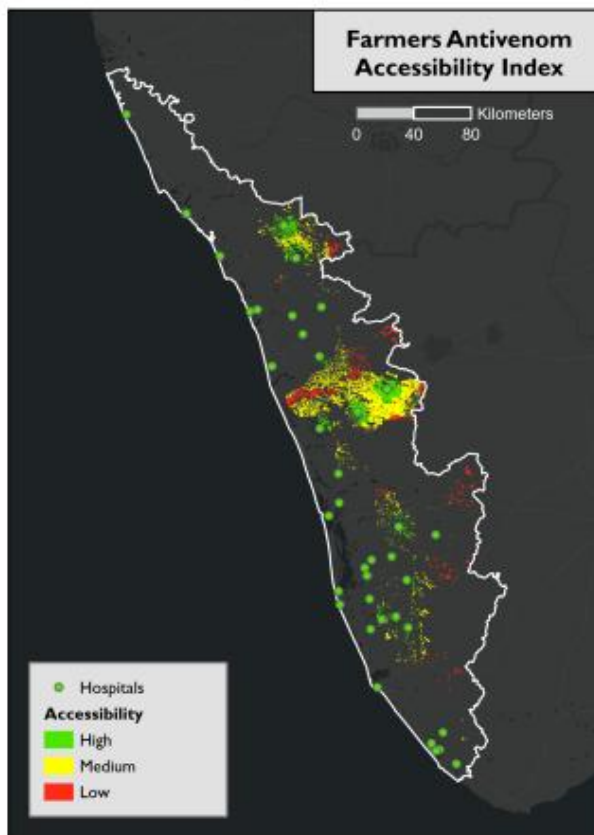 Farmers Antivenom
Accessibility Index
Kilometers
0 40 80
Hospitals
Accessibility
High
Medium
Low